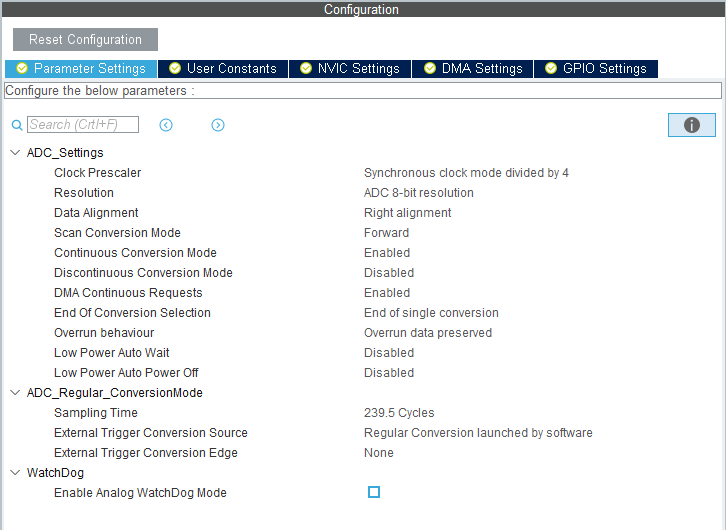 Configuration
Reset Configuration
Parameter Settings User Constants NVIC Settings DMA Settings GPIO Settings
Configure the below parameters :
Search (CrtI+F)
ADC_Settings
Clock Prescaler Synchronous clock mode divided by 4
Resolution ADC 8-bit resolution
Data Alignment Right alignment
Scan Conversion Mode Forward
Continuous Conversion Mode Enabled
Discontinuous Conversion Mode Disabled
DMA Continuous Requests Enabled
End Of Conversion Selection End of single conversion
Overrun behaviour Overrun data preserved
Low Power Auto Wait Disabled
Low Power Auto Power Off Disabled
ADC_Regular_ConversionMode
Sampling Time 239.5 Cycles
External Trigger Conversion Source Regular Conversion launched by software
External Trigger Conversion Edge None
WatchDog
Enable Analog WatchDog Mode